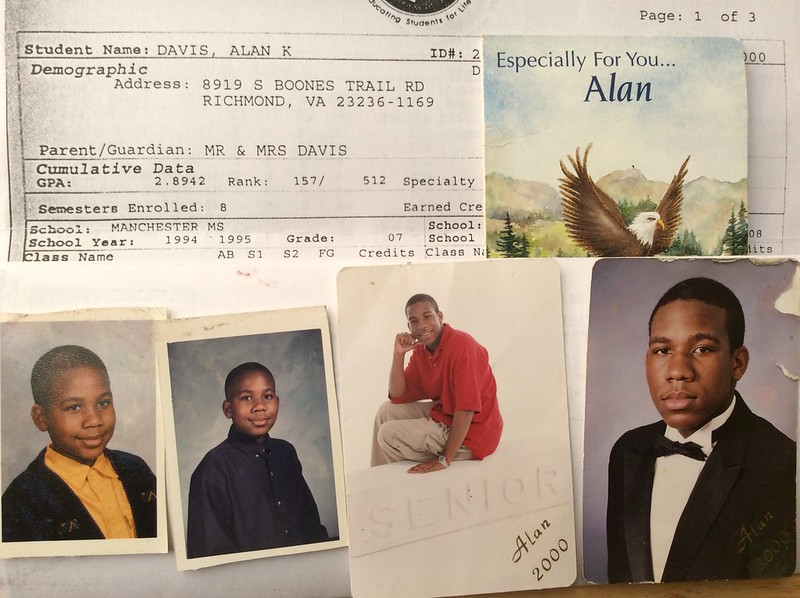 ducating Students for Life
Page: 1 of 3
Student Name: DAVIS, ALAN K ID#: 2
000
Demographic D
Address: 8919 S BOONES TRAIL RD
RICHMOND, VA 23236-1169
Parent/Guardian: MR & MRS DAVIS
Cumulative Data
GPA: 2.8942 Rank: 157/ 512 Specialty
Semesters Enrolled: 8 Earned Cre
School: MANCHESTER MS School:
School Year: 1994 1995 Grade: 07 School 08
Class Name AB S1 S2 FG Credits Class Na dits
Especially For You...
Alan
SENIOR
Alan
2000
Alan
2000